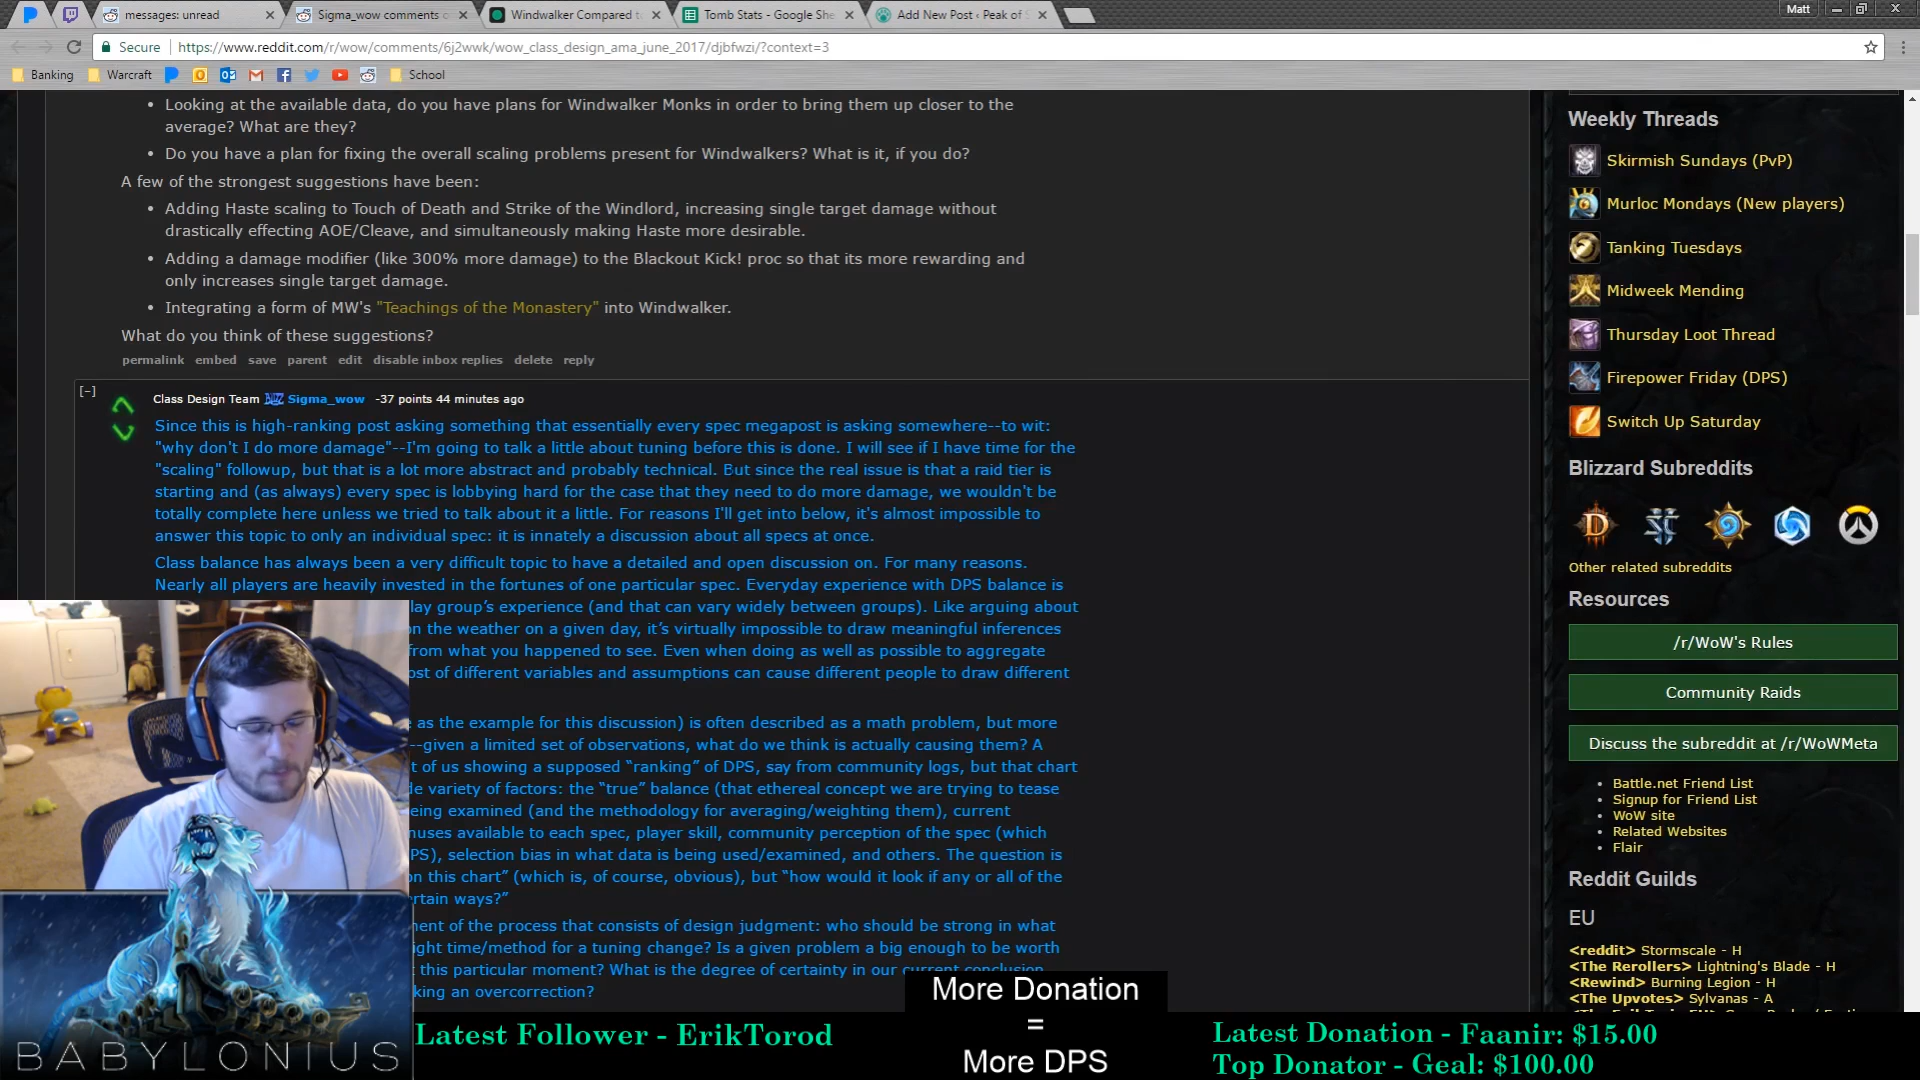 messages: unread
Sigma_wow comments o
Windwalker Compared t
Tomb Stats - Google She
Add New Post ‹ Peak of S
Matt
Secure
https://www.reddit.com/r/wow/comments/6j2wwk/wow_class_design_ama_june_2017/djbfwzi/?context=3
Banking
Warcraft
School
• Looking at the available data, do you have plans for Windwalker Monks in order to bring them up closer to the
average? What are they?
• Do you have a plan for fixing the overall scaling problems present for Windwalkers? What is it, if you do?
A few of the strongest suggestions have been:
• Adding Haste scaling to Touch of Death and Strike of the Windlord, increasing single target damage without
drastically effecting AOE/Cleave, and simultaneously making Haste more desirable.
• Adding a damage modifier (like 300% more damage) to the Blackout Kick! proc so that its more rewarding and
only increases single target damage.
• Integrating a form of MW's "Teachings of the Monastery" into Windwalker.
What do you think of these suggestions?
permalink embed save parent edit disable inbox replies delete reply
[–]
Class Design Team Sigma_wow -37 points 44 minutes ago
Since this is high-ranking post asking something that essentially every spec megapost is asking somewhere--to wit:
"why don't I do more damage"--I'm going to talk a little about tuning before this is done. I will see if I have time for the
"scaling" followup, but that is a lot more abstract and probably technical. But since the real issue is that a raid tier is
starting and (as always) every spec is lobbying hard for the case that they need to do more damage, we wouldn't be
totally complete here unless we tried to talk about it a little. For reasons I'll get into below, it's almost impossible to
answer this topic to only an individual spec: it is innately a discussion about all specs at once.
Class balance has always been a very difficult topic to have a detailed and open discussion on. For many reasons.
Nearly all players are heavily invested in the fortunes of one particular spec. Everyday experience with DPS balance is
lay group's experience (and that can vary widely between groups). Like arguing about
on the weather on a given day, it's virtually impossible to draw meaningful inferences
from what you happened to see. Even when doing as well as possible to aggregate
ost of different variables and assumptions can cause different people to draw different
e as the example for this discussion) is often described as a math problem, but more
--given a limited set of observations, what do we think is actually causing them? A
t of us showing a supposed “ranking” of DPS, say from community logs, but that chart
de variety of factors: the “true” balance (that ethereal concept we are trying to tease
eing examined (and the methodology for averaging/weighting them), current
nuses available to each spec, player skill, community perception of the spec (which
PS), selection bias in what data is being used/examined, and others. The question is
on this chart” (which is, of course, obvious), but “how would it look if any or all of the
rtain ways?”
nent of the process that consists of design judgment: who should be strong in what
ight time/method for a tuning change? Is a given problem a big enough to be worth
t this particular moment? What is the degree of certainty in our current conclusion
king an overcorrection?
Weekly Threads
Skirmish Sundays (PvP)
Murloc Mondays (New players)
Tanking Tuesdays
Midweek Mending
Thursday Loot Thread
Firepower Friday (DPS)
Switch Up Saturday
Blizzard Subreddits
Other related subreddits
Resources
/r/WoW's Rules
Community Raids
Discuss the subreddit at /r/WoWMeta
• Battle.net Friend List
• Signup for Friend List
• WoW site
• Related Websites
• Flair
Reddit Guilds
EU
<reddit> Stormscale - H
<The Rerollers> Lightning's Blade - H
<Rewind> Burning Legion - H
<The Upvotes> Sylvanas - A
BABYLONIUS
Latest Follower - ErikTorod
More Donation
=
More DPS
Latest Donation - Faanir: $15.00
Top Donator - Geal: $100.00